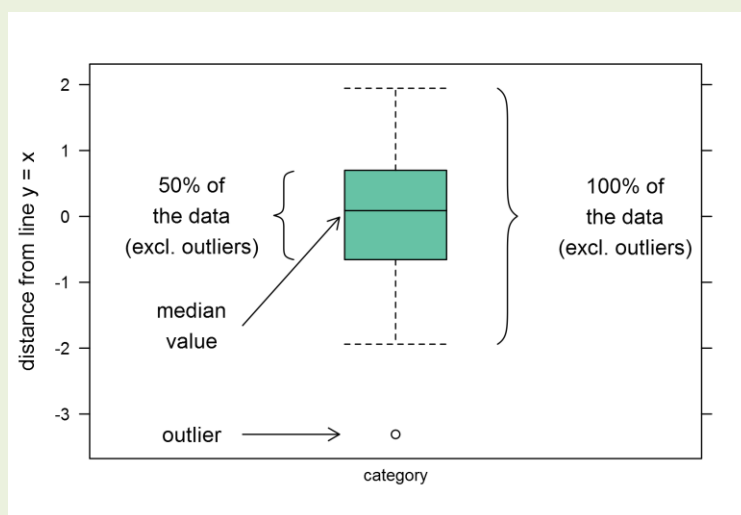 distance from line y = x
2
1
0
-1
-2
-3
50% of
the data
(excl. outliers)
median
value
outlier
100% of
the data
(excl. outliers)
category